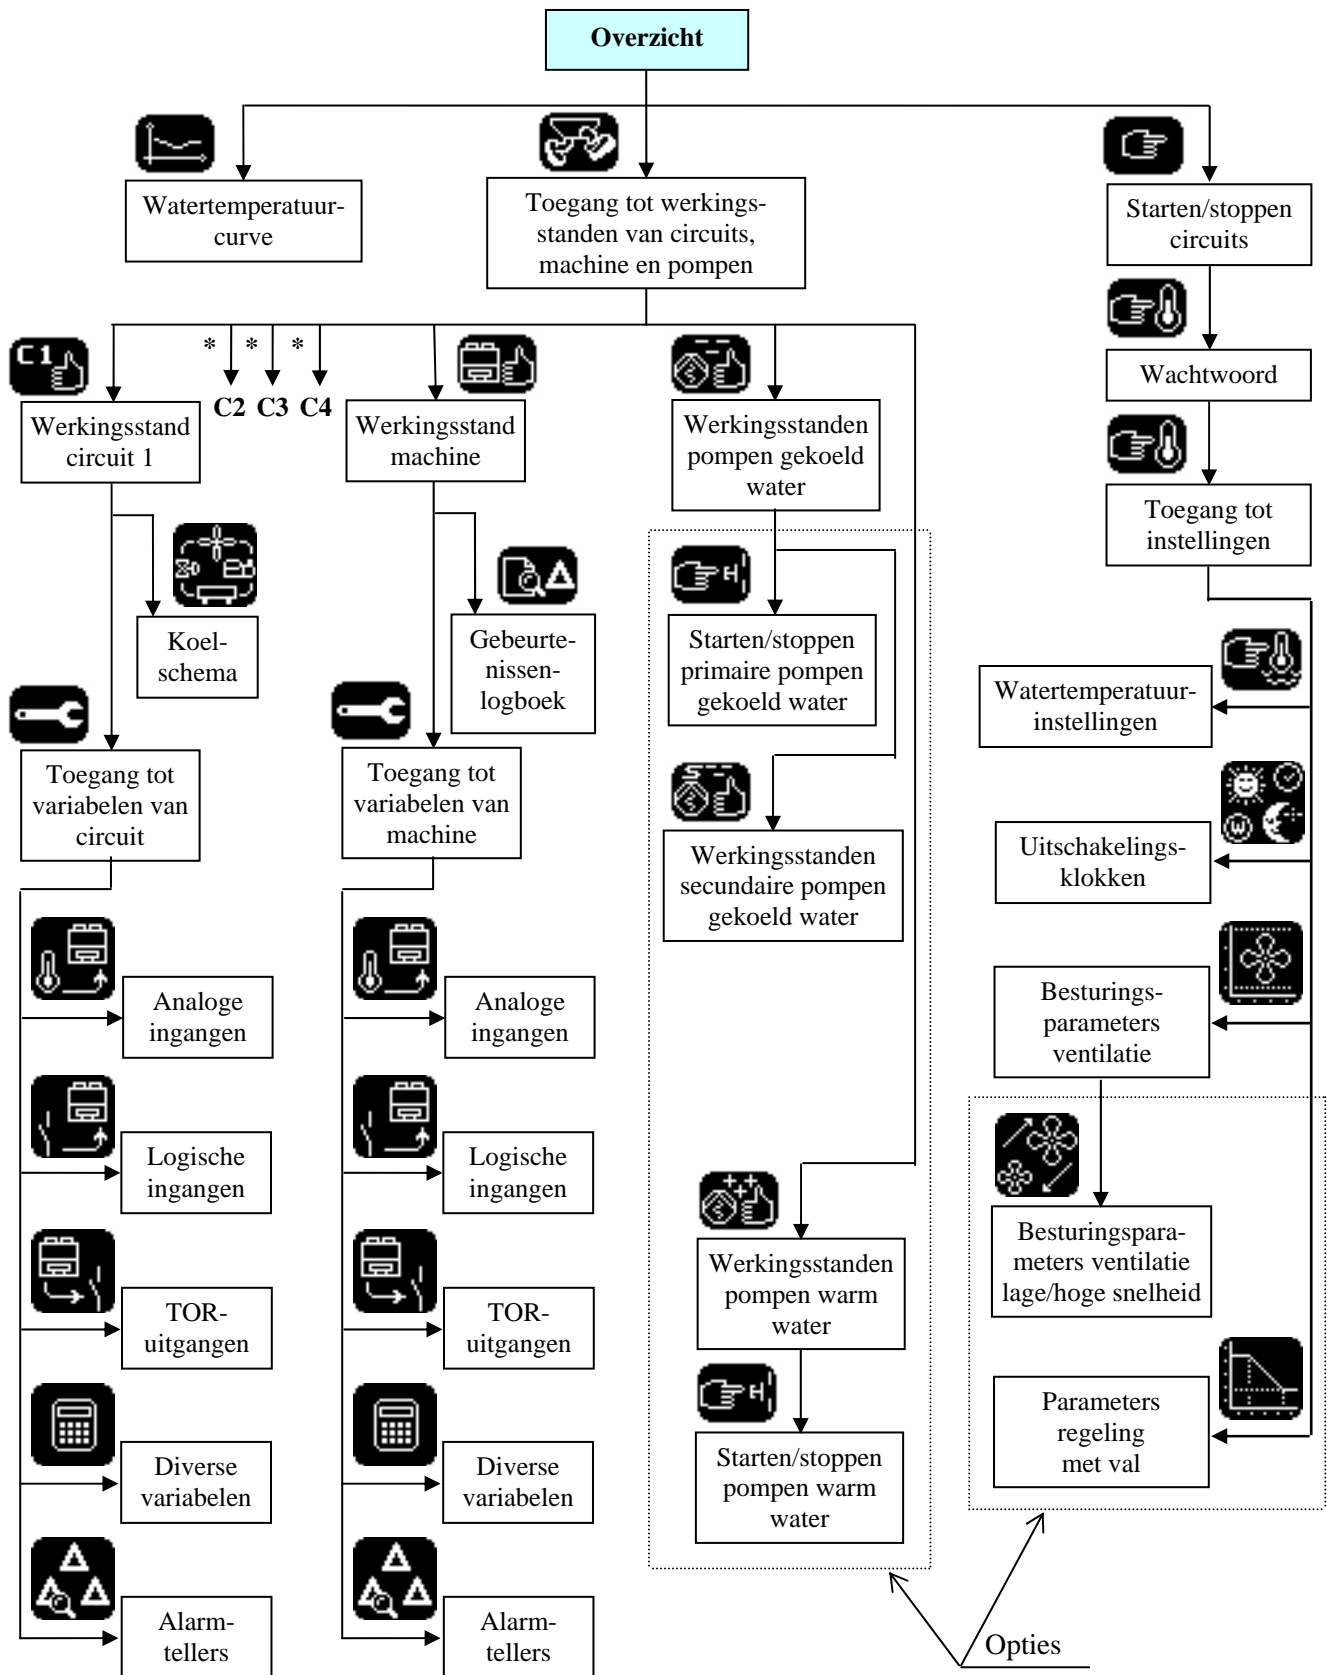 Overzicht
Watertemperatuur-
curve
Toegang tot werkings-
standen van circuits,
machine en pompen
Starten/stoppen
circuits
Wachtwoord
Toegang tot
instellingen
C1
* * *
C2 C3 C4
Werkingsstand
circuit 1
Werkingsstand
machine
Werkingsstanden
pompen gekoeld
water
Koel-
schema
Gebeurte-
nissen-
logboek
Starten/stoppen
primaire pompen
gekoeld water
Watertemperatuur-
instellingen
Toegang tot
variabelen van
circuit
Toegang tot
variabelen van
machine
Werkingsstanden
secundaire pompen
gekoeld water
Uitschakelings-
klokken
Analoge
ingangen
Analoge
ingangen
Besturings-
parameters
ventilatie
Logische
ingangen
Logische
ingangen
Werkingsstanden
pompen warm
water
Besturingspara-
meters ventilatie
lage/hoge snelheid
TOR-
uitgangen
TOR-
uitgangen
Parameters
regeling
met val
Diverse
variabelen
Diverse
variabelen
Starten/stoppen
pompen warm
water
Alarm-
tellers
Alarm-
tellers
Opties